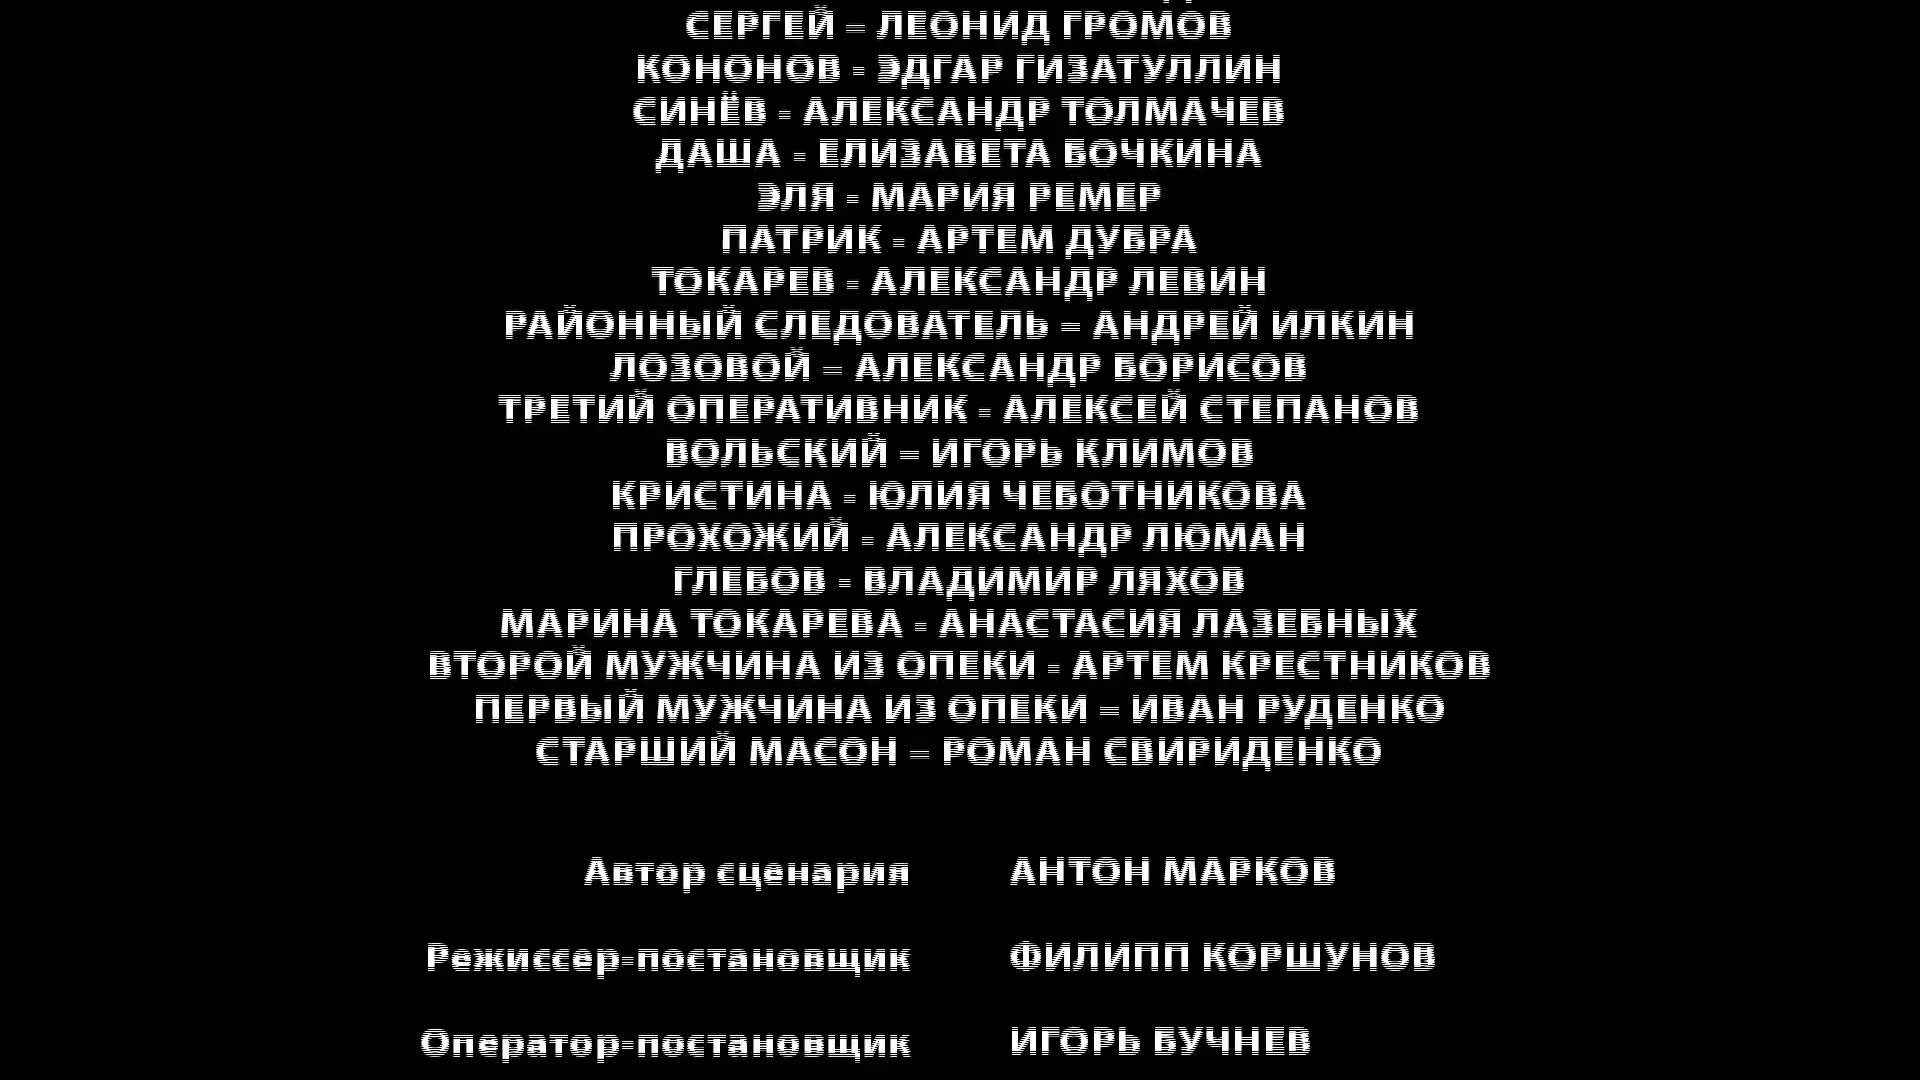 СЕРГЕЙ – ЛЕОНИД ГРОМОВ
КОНОНОВ - ЭДГАР ГИЗАТУЛЛИН
СИНЁВ - АЛЕКСАНДР ТОЛМАЧЕВ
ДАША - ЕЛИЗАВЕТА БОЧКИНА
ЭЛЯ - МАРИЯ РЕМЕР
ПАТРИК - АРТЕМ ДУБРА
ТОКАРЕВ - АЛЕКСАНДР ЛЕВИН
РАЙОННЫЙ СЛЕДОВАТЕЛЬ – АНДРЕЙ ИЛКИН
ЛОЗОВОЙ – АЛЕКСАНДР БОРИСОВ
ТРЕТИЙ ОПЕРАТИВНИК - АЛЕКСЕЙ СТЕПАНОВ
ВОЛЬСКИЙ – ИГОРЬ КЛИМОВ
КРИСТИНА - ЮЛИЯ ЧЕБОТНИКОВА
ПРОХОЖИЙ - АЛЕКСАНДР ЛЮМАН
ГЛЕБОВ - ВЛАДИМИР ЛЯХОВ
МАРИНА ТОКАРЕВА - АНАСТАСИЯ ЛАЗЕБНЫХ
ВТОРОЙ МУЖЧИНА ИЗ ОПЕКИ - АРТЕМ КРЕСТНИКОВ
ПЕРВЫЙ МУЖЧИНА ИЗ ОПЕКИ – ИВАН РУДЕНКО
СТАРШИЙ МАСОН – РОМАН СВИРИДЕНКО
Автор сценария АНТОН МАРКОВ
Режиссер-постановщик ФИЛИПП КОРШУНОВ
Оператор-постановщик ИГОРЬ БУЧНЕВ